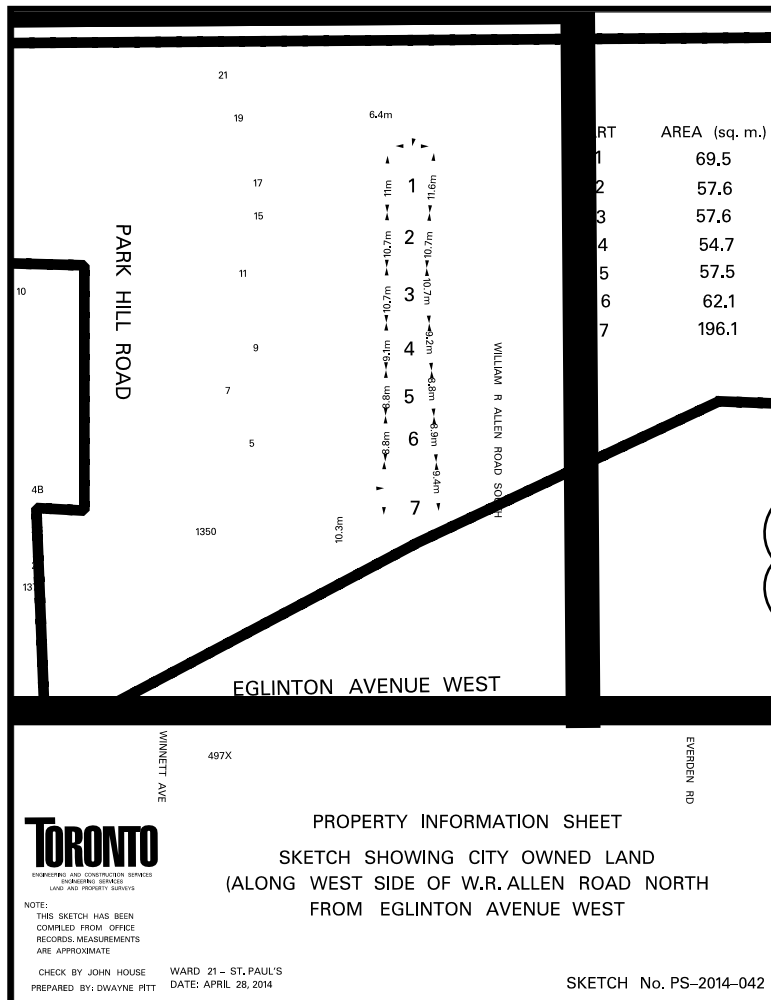 21
19
6.4m
RT AREA (sq. m.)
1 69.5
2 57.6
3 57.6
4 54.7
5 57.5
6 62.1
7 196.1
17
15
11
9
7
5
1350
10
4B
PARK HILL ROAD
11m 1 11.6m
10.7m 2 10.7m
10.7m 3 10.7m
9.1m 4 9.2m
8.8m 5 8.8m
8.8m 6 8.9m
9.4m
7
10.3m
WILLIAM R ALLEN ROAD SOUTH
EGLINTON AVENUE WEST
WINNETT AVE
497X
EVERDEN RD
TORONTO
ENGINEERING AND CONSTRUCTION SERVICES
ENGINEERING SERVICES
LAND AND PROPERTY SURVEYS
NOTE:
THIS SKETCH HAS BEEN
COMPILED FROM OFFICE
RECORDS. MEASUREMENTS
ARE APPROXIMATE
CHECK BY JOHN HOUSE
PREPARED BY: DWAYNE PITT
WARD 21 – ST. PAUL'S
DATE: APRIL 28, 2014
PROPERTY INFORMATION SHEET
SKETCH SHOWING CITY OWNED LAND
(ALONG WEST SIDE OF W.R. ALLEN ROAD NORTH
FROM EGLINTON AVENUE WEST
SKETCH No. PS–2014–042